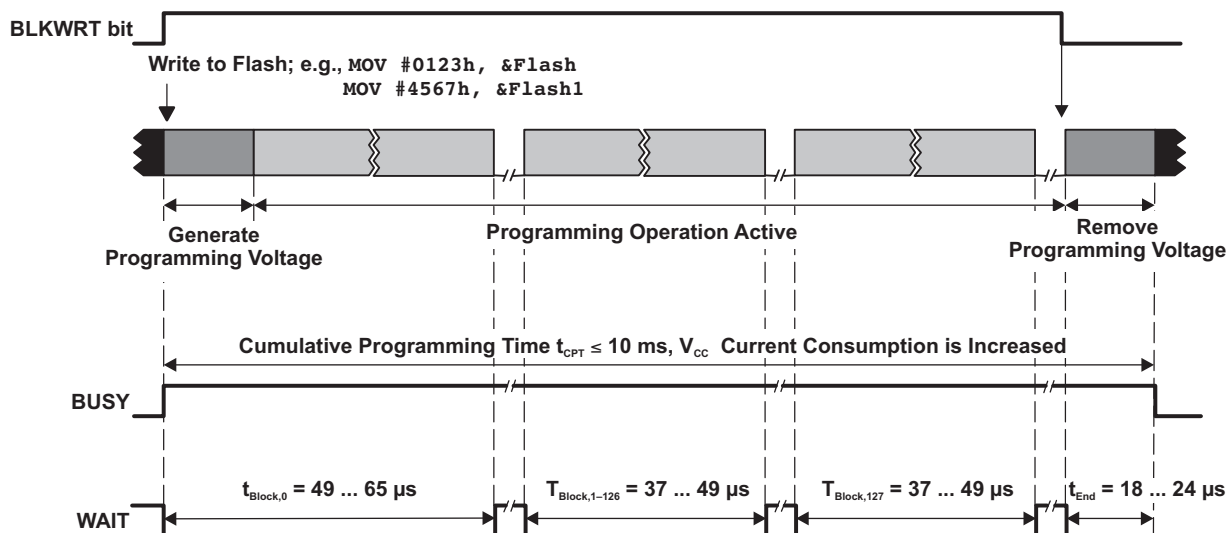 BLKWRT bit
Write to Flash; e.g., MOV #0123h, &Flash
MOV #4567h, &Flash1
Generate
Programming Voltage
Programming Operation Active
Remove
Programming Voltage
Cumulative Programming Time tCPT ≤ 10 ms, VCC Current Consumption is Increased
BUSY
tBlock,0 = 49 ... 65 µs
TBlock,1–126 = 37 ... 49 µs
TBlock,127 = 37 ... 49 µs
tEnd = 18 ... 24 µs
WAIT